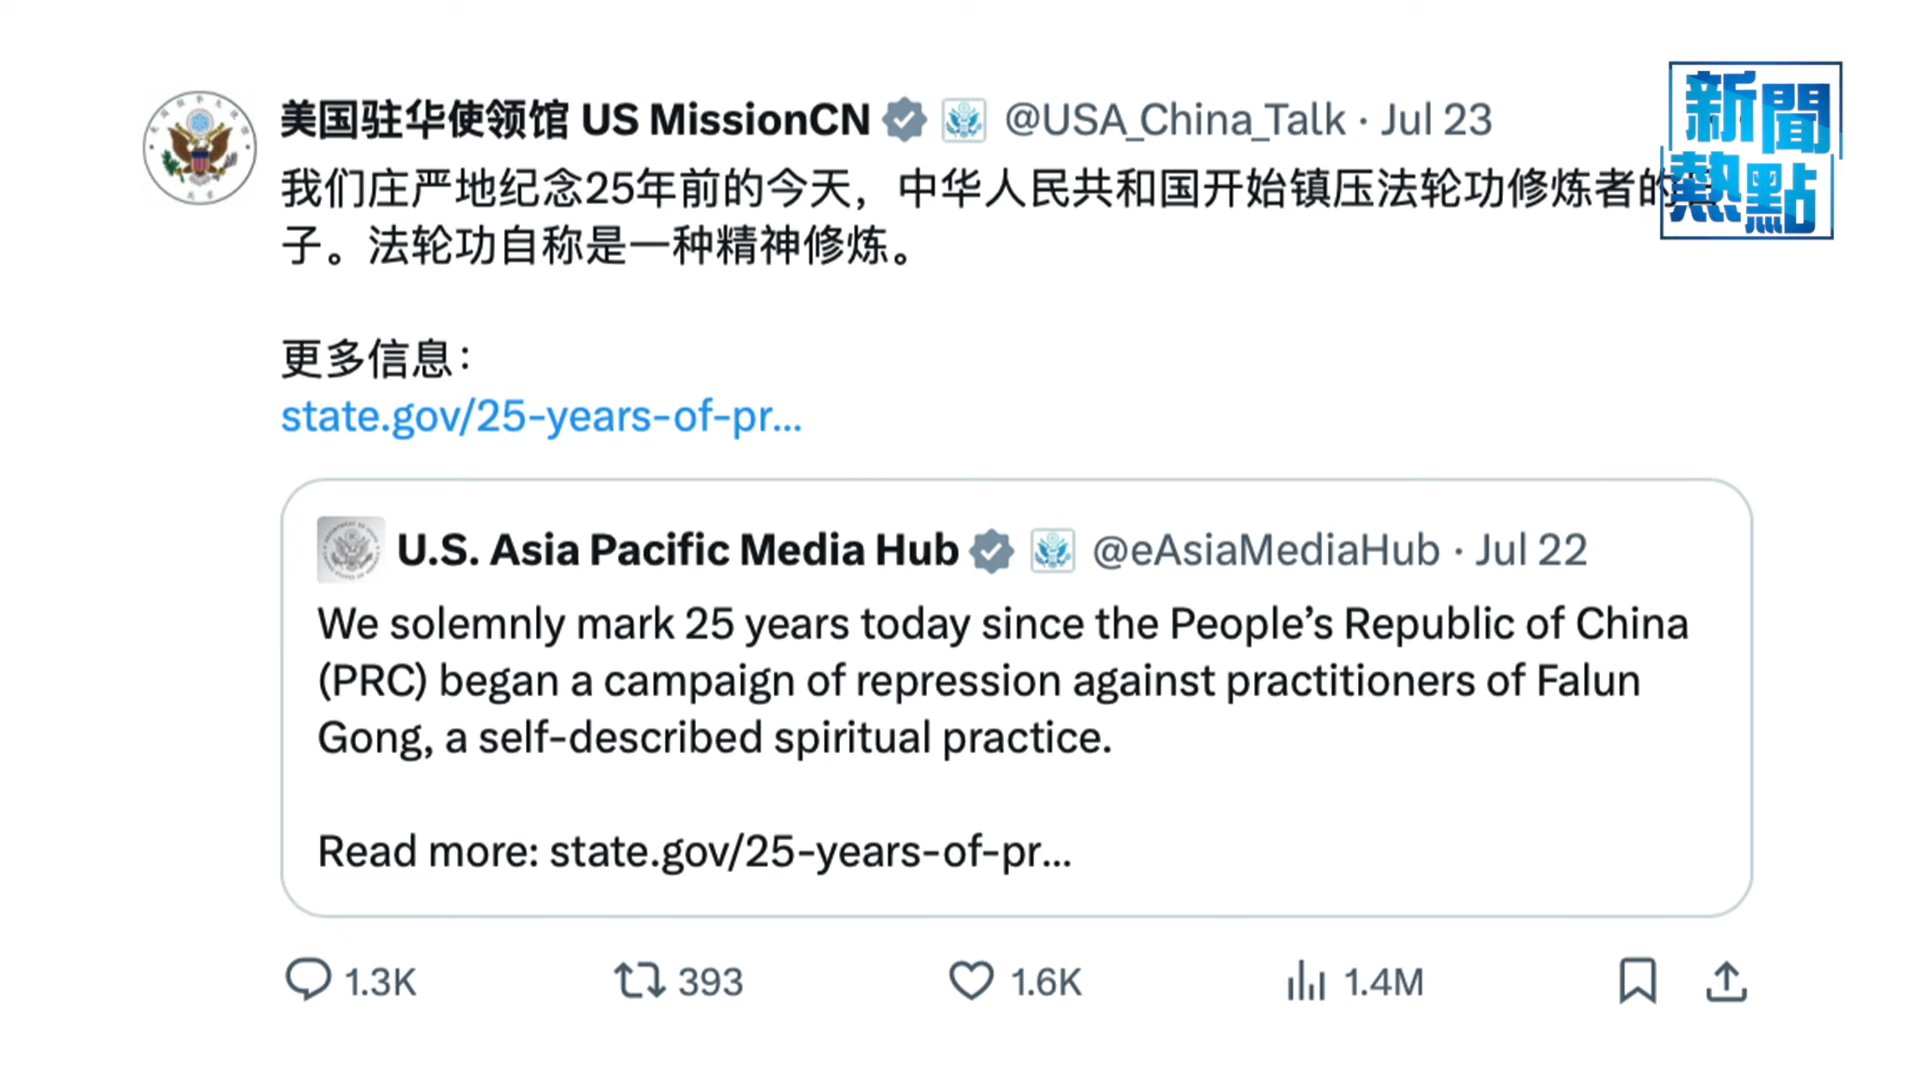 美国驻华使领馆 US MissionCN @USA_China_Talk · Jul 23
新聞
熱點
我们庄严地纪念25年前的今天，中华人民共和国开始镇压法轮功修炼者的
子。法轮功自称是一种精神修炼。
更多信息：
state.gov/25-years-of-pr...
U.S. Asia Pacific Media Hub @eAsiaMediaHub · Jul 22
We solemnly mark 25 years today since the People’s Republic of China
(PRC) began a campaign of repression against practitioners of Falun
Gong, a self-described spiritual practice.
Read more: state.gov/25-years-of-pr...
1.3K 393 1.6K 1.4M